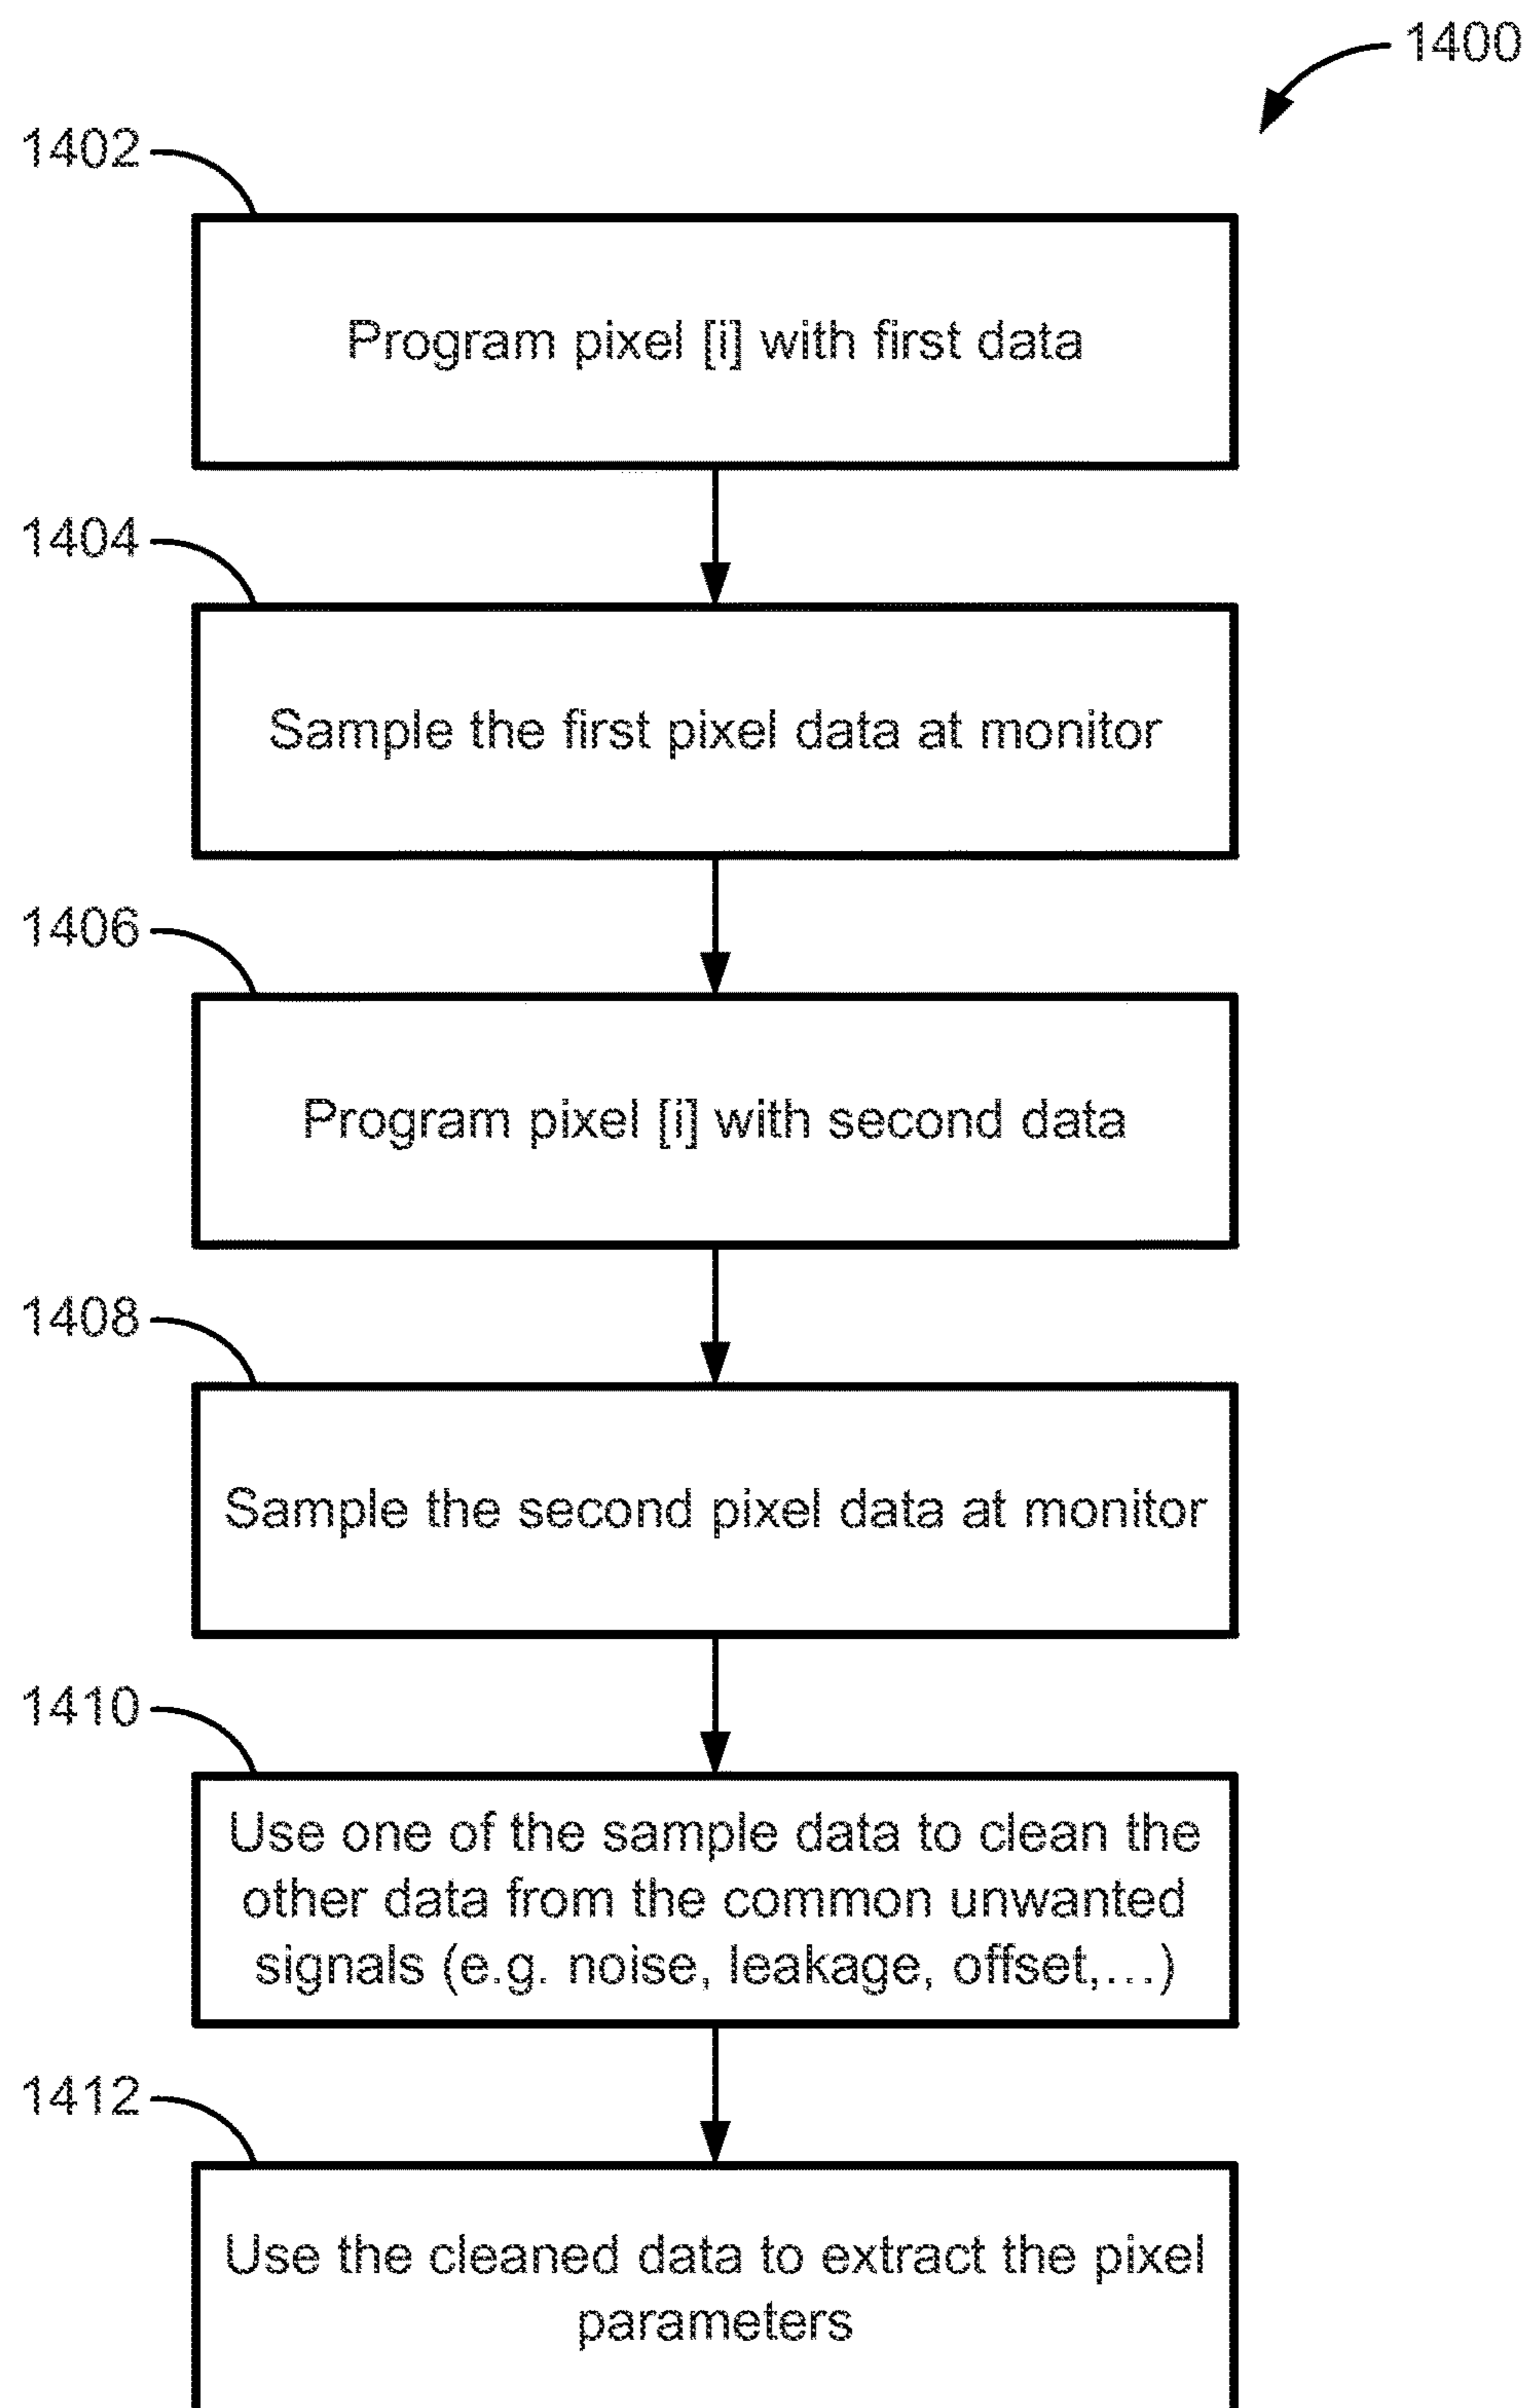 1400
1402
Program pixel [i] with first data
1404
Sample the first pixel data at monitor
1406
Program pixel [i] with second data
1408
Sample the second pixel data at monitor
1410
Use one of the sample data to clean the
other data from the common unwanted
signals (e.g. noise, leakage, offset,...)
1412
Use the cleaned data to extract the pixel
parameters